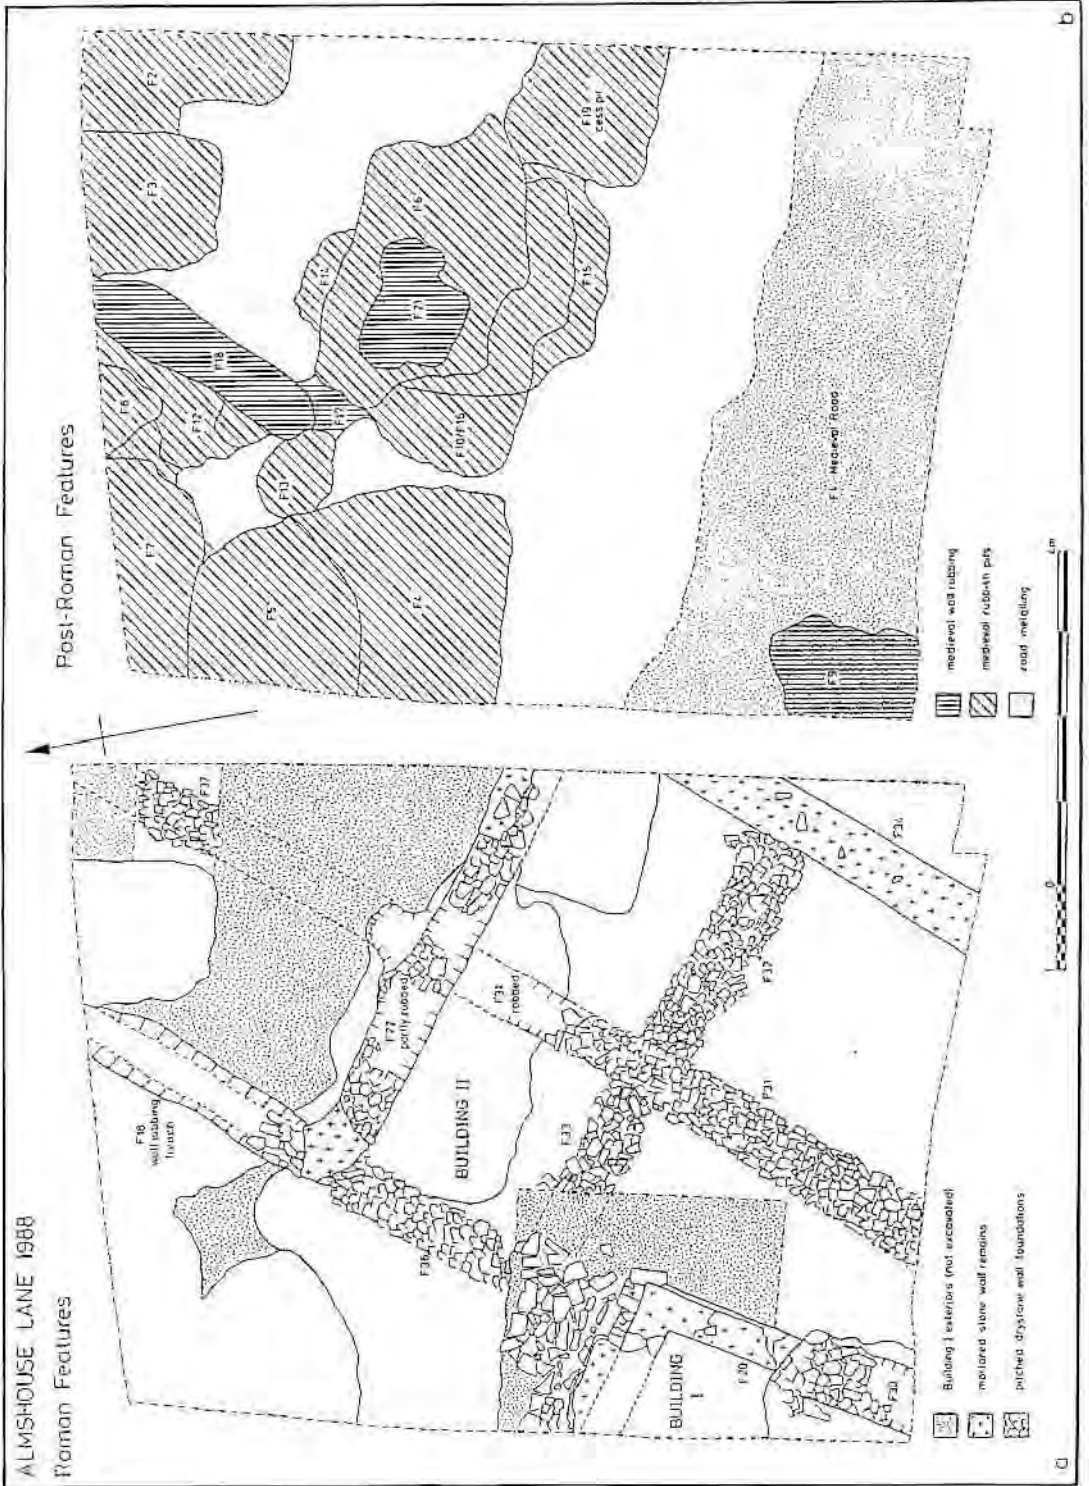 ALMSHOUSE LANE 1988
Roman Features
F18
wall robbing
trench
F37
F22
partly robbed
F31
robbed
F36
BUILDING II
F33
F32
F31
F34
BUILDING
I
F20
Building I exteriors (not excavated)
mortared stone wall remains
pitched drystone wall foundations
a
Post-Roman Features
F2
F3
F8
F12
F18
F7
F17
F13
F14
F6
F21
F10/F16
F15
F19
cess pit
F5
F4
F1 Medieval Road
F9
medieval wall robbing
medieval rubbish pits
road metalling
1
0
b